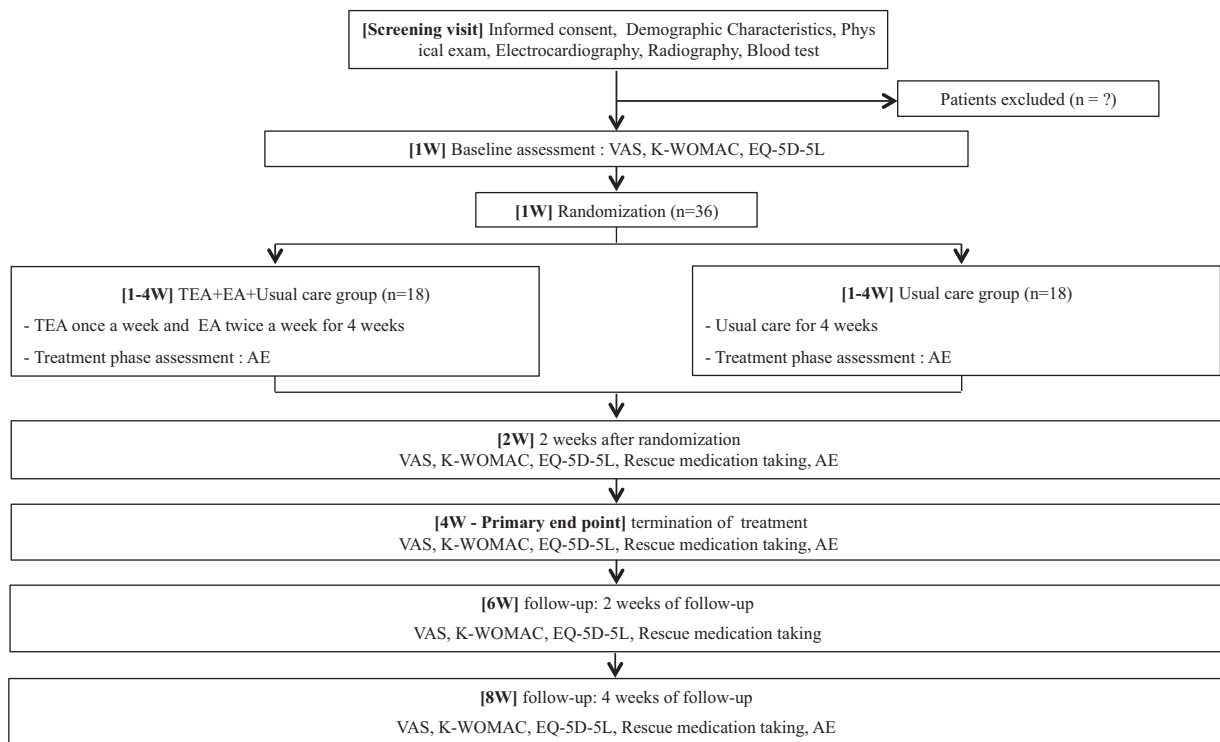 [Screening visit] Informed consent, Demographic Characteristics, Phys
ical exam, Electrocardiography, Radiography, Blood test
Patients excluded (n = ?)
[1W] Baseline assessment : VAS, K-WOMAC, EQ-5D-5L
[1W] Randomization (n=36)
[1-4W] TEA+EA+Usual care group (n=18)
- TEA once a week and EA twice a week for 4 weeks
- Treatment phase assessment : AE
[1-4W] Usual care group (n=18)
- Usual care for 4 weeks
- Treatment phase assessment : AE
[2W] 2 weeks after randomization
VAS, K-WOMAC, EQ-5D-5L, Rescue medication taking, AE
[4W - Primary end point] termination of treatment
VAS, K-WOMAC, EQ-5D-5L, Rescue medication taking, AE
[6W] follow-up: 2 weeks of follow-up
VAS, K-WOMAC, EQ-5D-5L, Rescue medication taking
[8W] follow-up: 4 weeks of follow-up
VAS, K-WOMAC, EQ-5D-5L, Rescue medication taking, AE